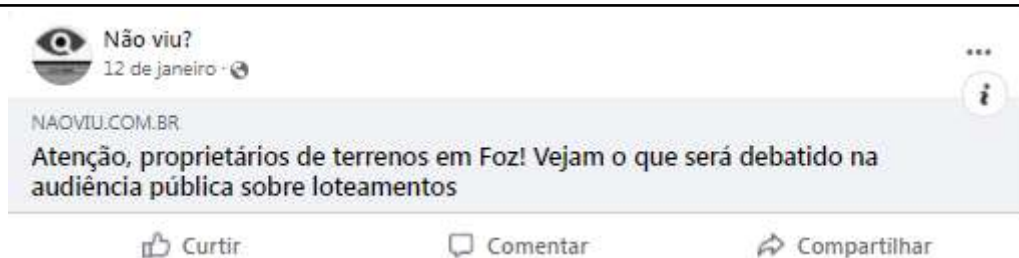 Não viu?
12 de janeiro ·
NAOVIU.COM.BR
Atenção, proprietários de terrenos em Foz! Vejam o que será debatido na
audiência pública sobre loteamentos
Curtir
Comentar
Compartilhar